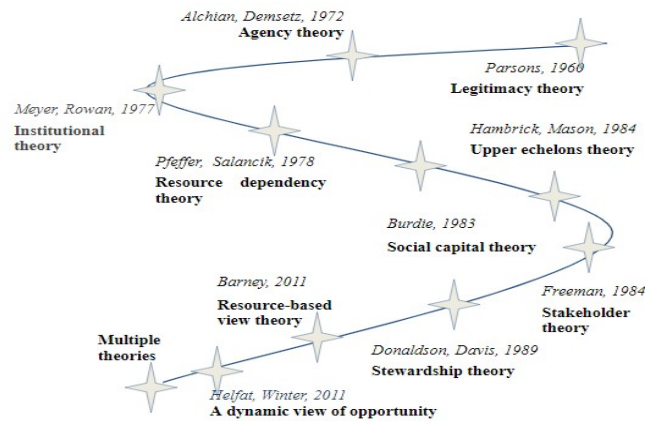 Alchian, Demsetz, 1972
Agency theory
Parsons, 1960
Legitimacy theory
Meyer, Rowan, 1977
Institutional
theory
Hambrick, Mason, 1984
Upper echelons theory
Pfeffer, Salancik, 1978
Resource dependency
theory
Burdie, 1983
Social capital theory
Freeman, 1984
Stakeholder
theory
Barney, 2011
Resource-based
view theory
Donaldson, Davis, 1989
Stewardship theory
Multiple
theories
Helfat, Winter, 2011
A dynamic view of opportunity